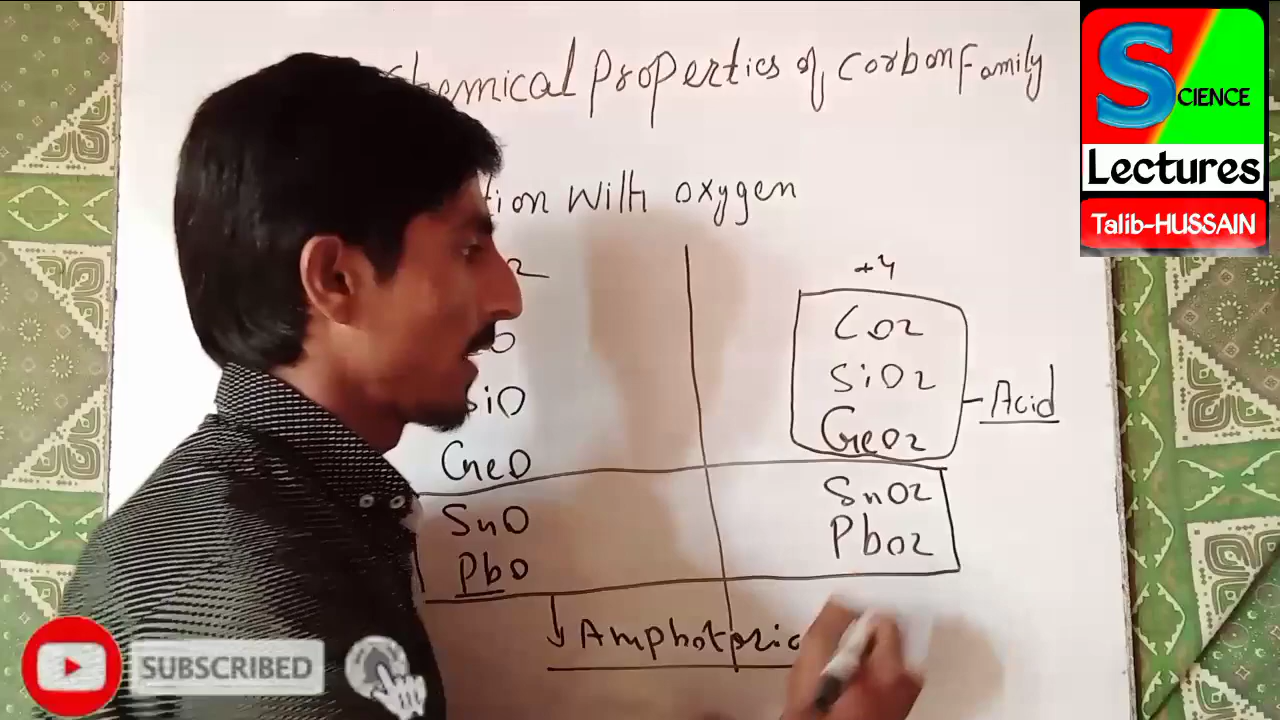 chemical Properties of carbon Family
SCIENCE
Lectures
Talib-HUSSAIN
With oxygen
+4
CO2
SiO2
GeO2
Acid
SiO
GeO
SnO
PbO
SnO2
PbO2
Amphoteric
SUBSCRIBED